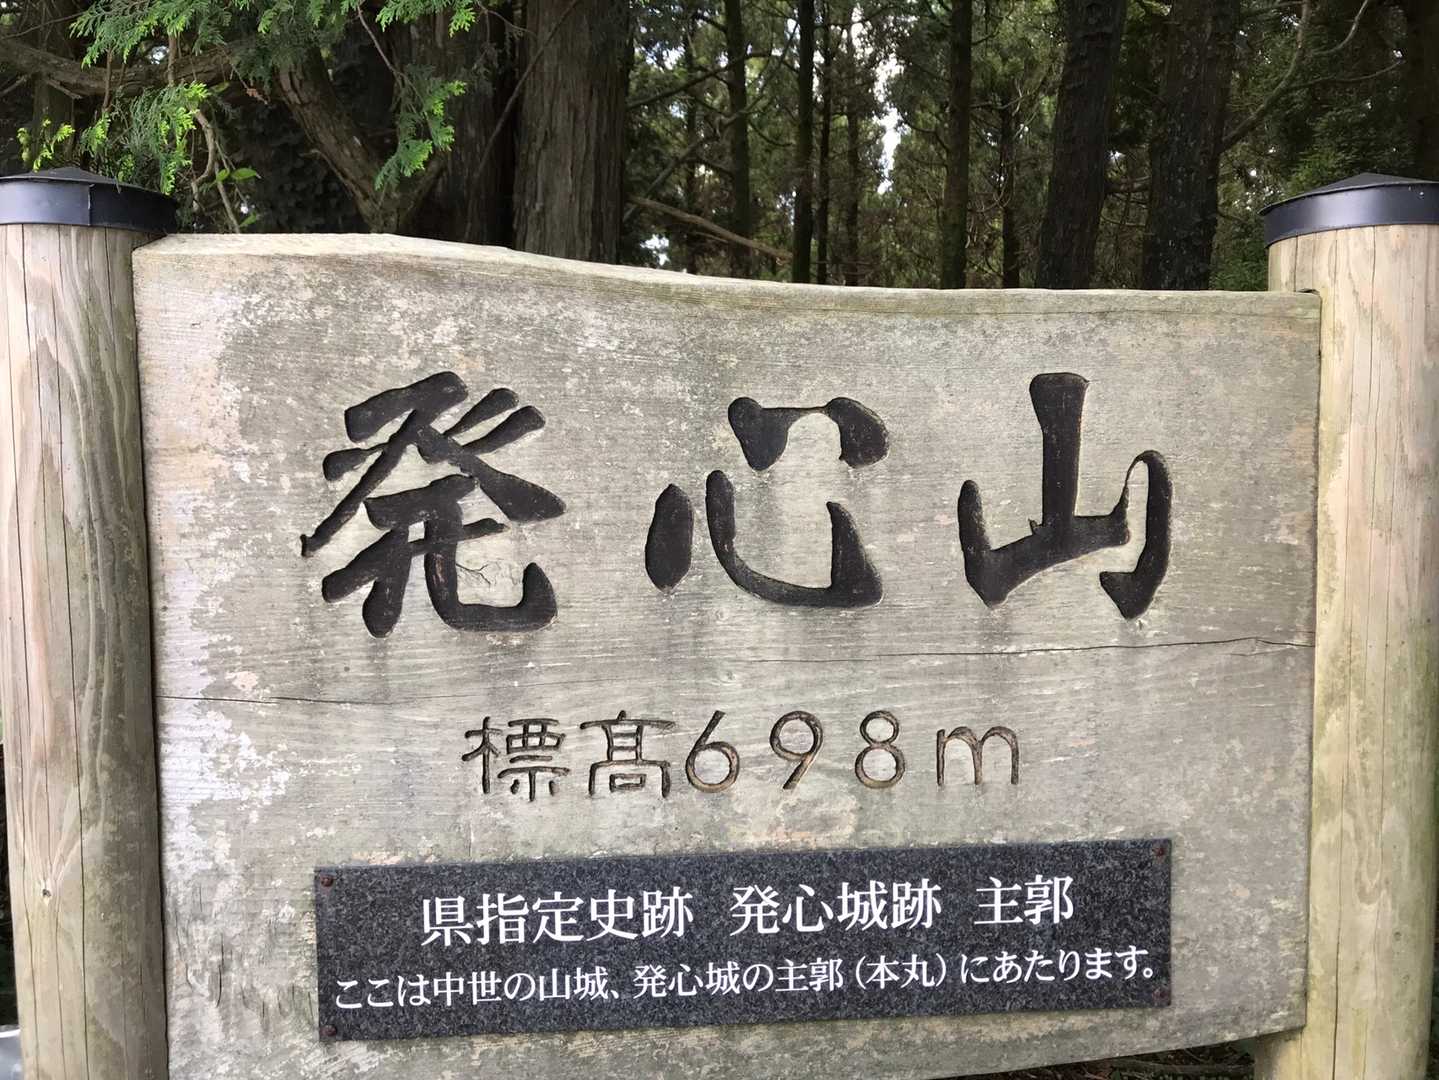 発心山
標髙698m
県指定史跡 発心城跡 主郭
ここは中世の山城、発心城の主郭（本丸）にあたります。